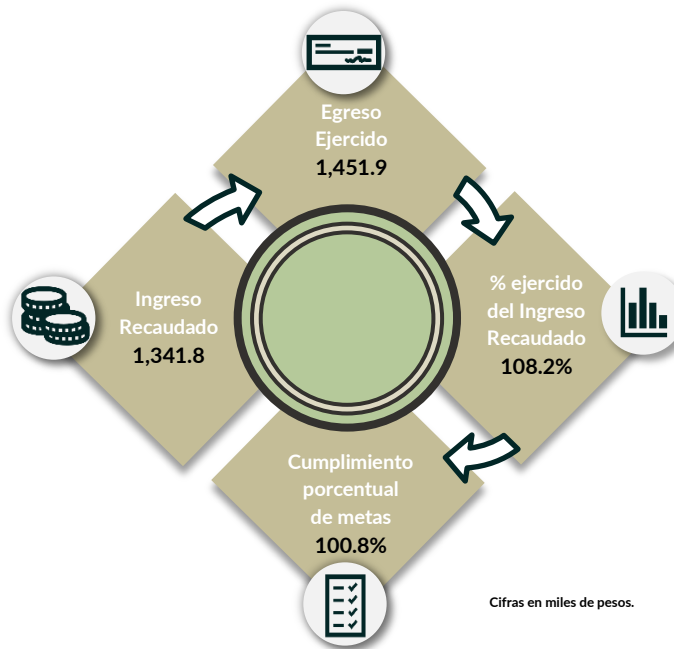 Egreso
Ejercido
1,451.9
Ingreso
Recaudado
1,341.8
% ejercido
del Ingreso
Recaudado
108.2%
Cumplimiento
porcentual
de metas
100.8%
Cifras en miles de pesos.